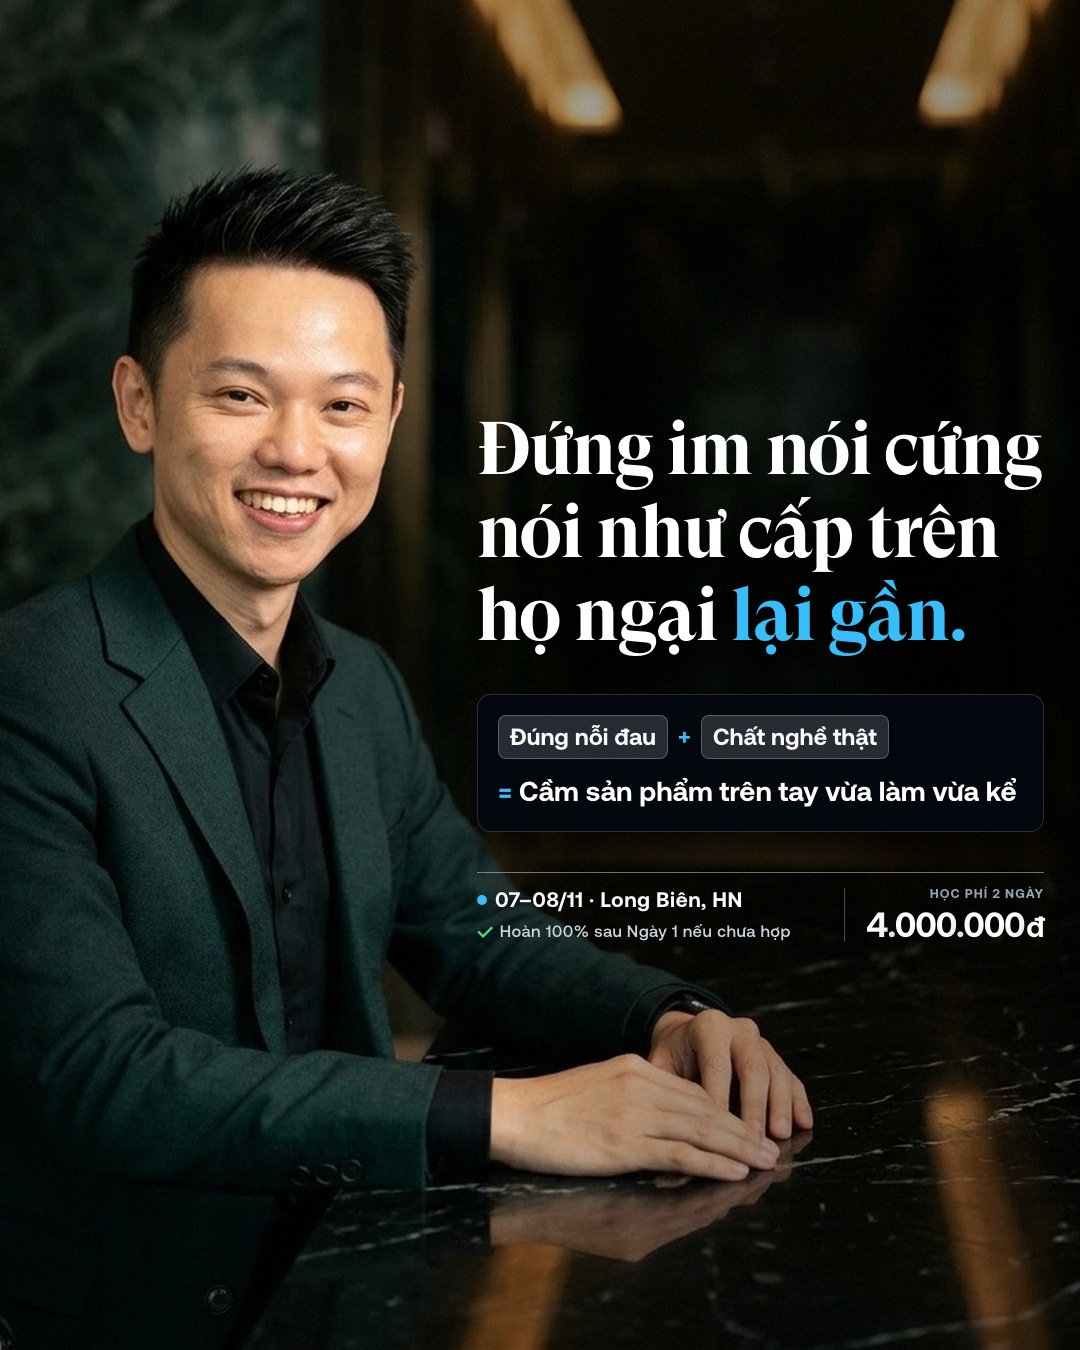 Đứng im nói cứng
nói như cấp trên
họ ngại lại gần.
Đúng nỗi đau + Chất nghề thật
= Cầm sản phẩm trên tay vừa làm vừa kể
07–08/11 · Long Biên, HN
Hoàn 100% sau Ngày 1 nếu chưa hợp
HỌC PHÍ 2 NGÀY
4.000.000đ